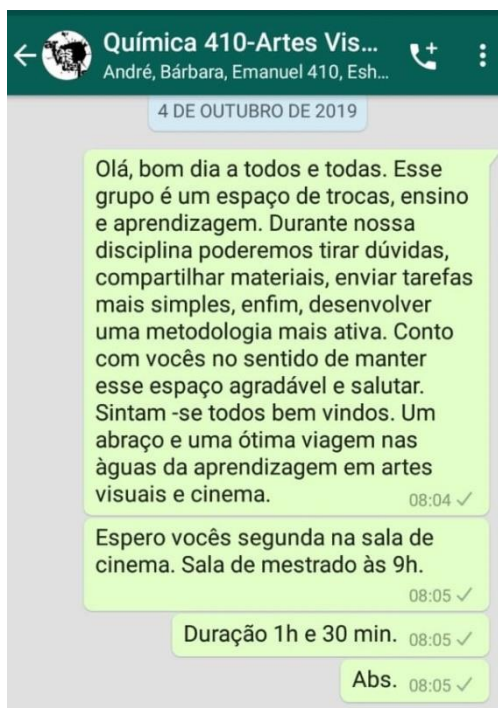 Química 410-Artes Vis...
André, Bárbara, Emanuel 410, Esh...
4 DE OUTUBRO DE 2019
Olá, bom dia a todos e todas. Esse
grupo é um espaço de trocas, ensino
e aprendizagem. Durante nossa
disciplina poderemos tirar dúvidas,
compartilhar materiais, enviar tarefas
mais simples, enfim, desenvolver
uma metodologia mais ativa. Conto
com vocês no sentido de manter
esse espaço agradável e salutar.
Sintam -se todos bem vindos. Um
abraço e uma ótima viagem nas
àguas da aprendizagem em artes
visuais e cinema.
08:04
Espero vocês segunda na sala de
cinema. Sala de mestrado às 9h.
08:05
Duração 1h e 30 min. 08:05
Abs. 08:05